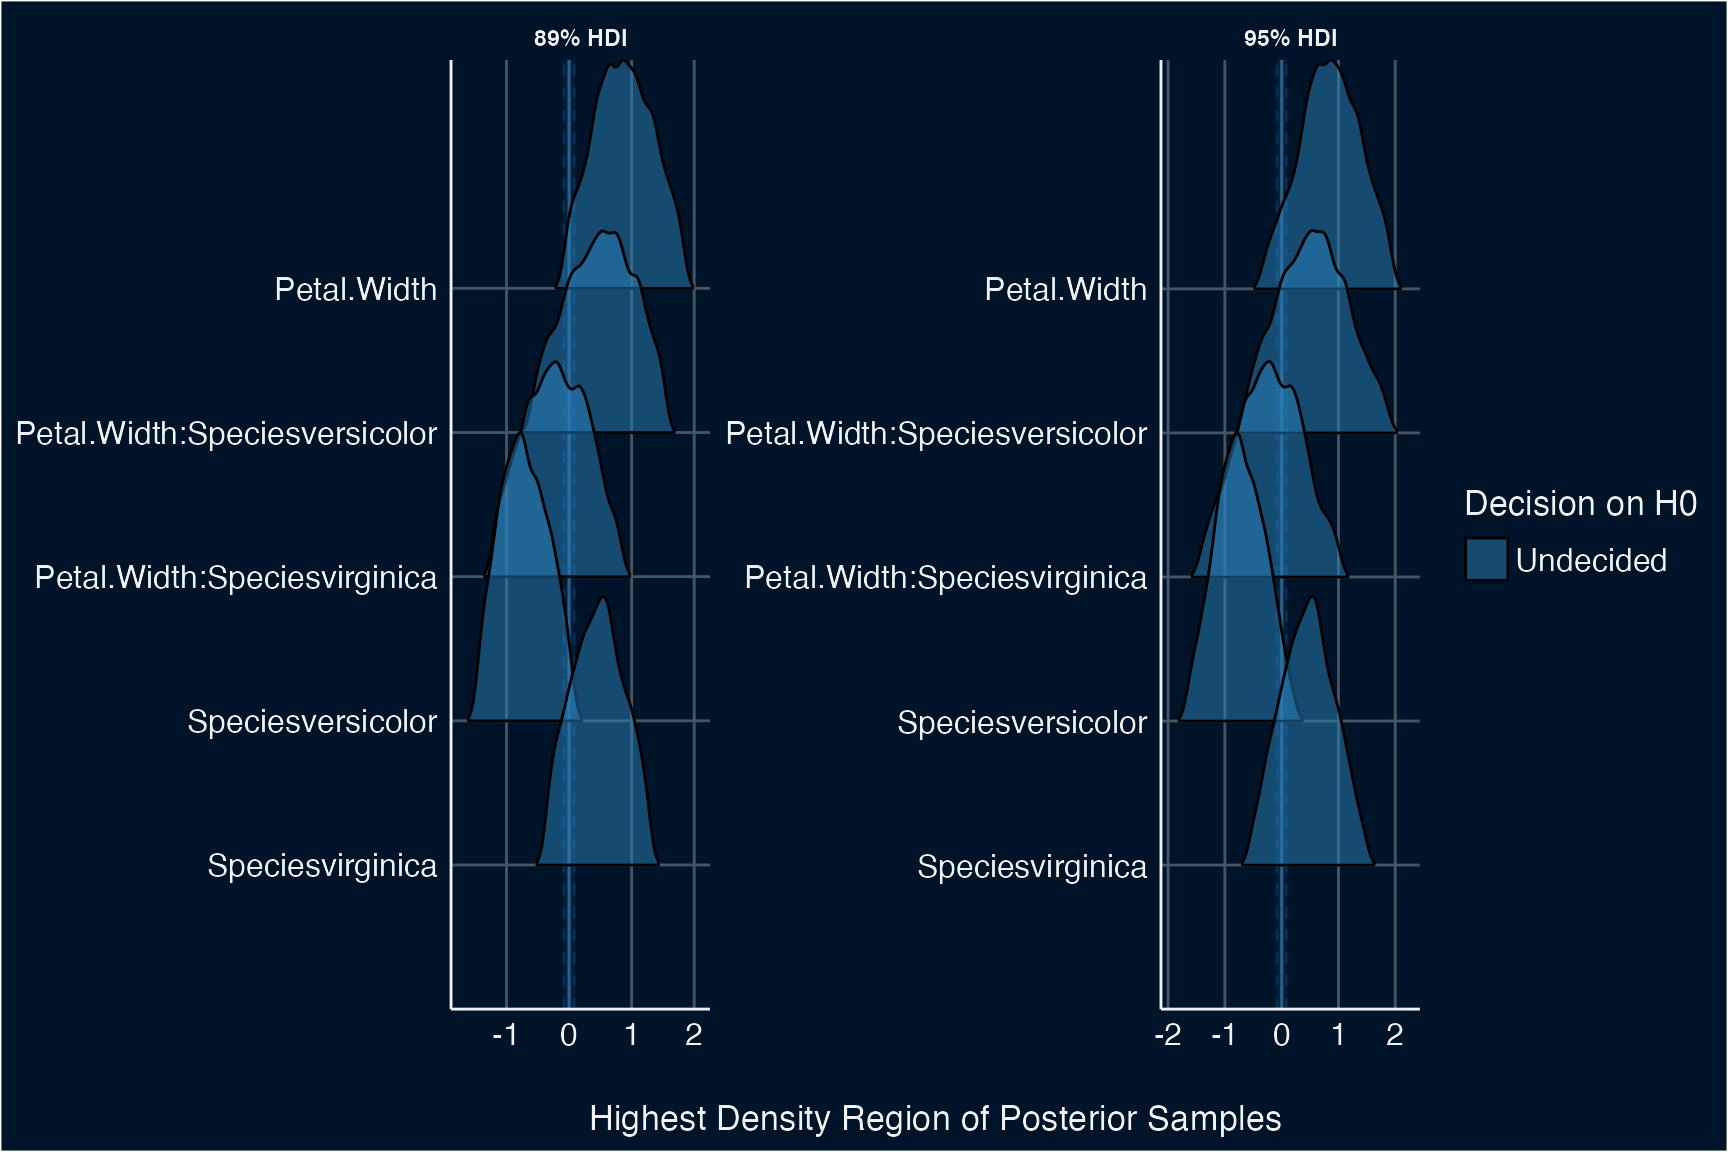 89% HDI
95% HDI
Petal.Width
Petal.Width:Speciesversicolor
Petal.Width:Speciesvirginica
Speciesversicolor
Speciesvirginica
-1 0 1 2
Petal.Width
Petal.Width:Speciesversicolor
Petal.Width:Speciesvirginica
Speciesversicolor
Speciesvirginica
-2 -1 0 1 2
Decision on H0
Undecided
Highest Density Region of Posterior Samples